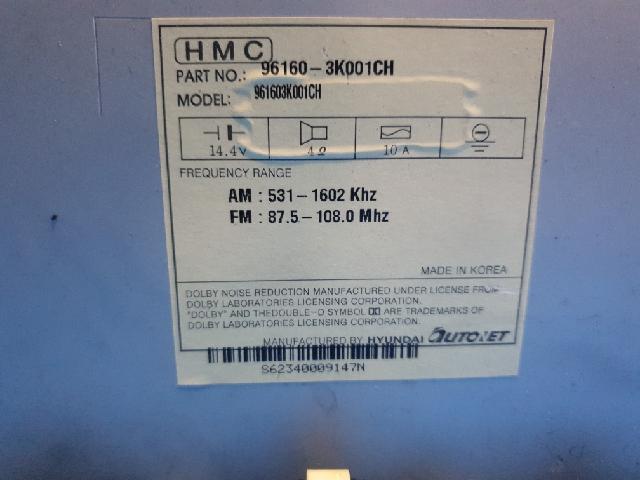 HMC
PART NO.: 96160-3K001CH
MODEL: 961603K001CH
14.4V 4Ω 10A
FREQUENCY RANGE
AM : 531-1602 Khz
FM : 87.5-108.0 Mhz
MADE IN KOREA
DOLBY NOISE REDUCTION MANUFACTURED UNDER LICENSE FROM
DOLBY LABORATORIES LICENSING CORPORATION.
"DOLBY" AND THEDOUBLE-D SYMBOL ARE TRADEMARKS OF
DOLBY LABORATORIES LICENSING CORPORATION.
MANUFACTURED BY HYUNDAI AUTONET
S62340009147N